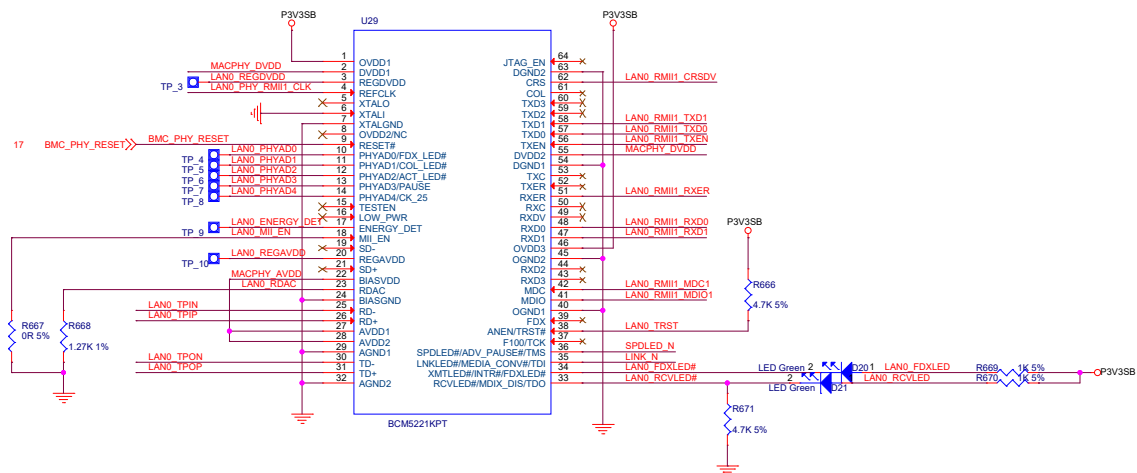 P3V3SB
P3V3SB
U29
1 OVDD1
MACPHY_DVDD 2 DVDD1
TP_3 LAN0_REGDVDD 3 REGDVDD
LAN0_PHY_RMII1_CLK 4 REFCLK
5 XTALO
6 XTALI
7 XTALGND
8 OVDD2/NC
17 BMC_PHY_RESET BMC_PHY_RESET 9 RESET#
TP_4 LAN0_PHYAD0 10 PHYAD0/FDX_LED#
TP_5 LAN0_PHYAD1 11 PHYAD1/COL_LED#
TP_6 LAN0_PHYAD2 12 PHYAD2/ACT_LED#
TP_7 LAN0_PHYAD3 13 PHYAD3/PAUSE
TP_8 LAN0_PHYAD4 14 PHYAD4/CK_25
15 TESTEN
16 LOW_PWR
TP_9 LAN0_ENERGY_DET 17 ENERGY_DET
LAN0_MII_EN 18 MII_EN
19 SD-
TP_10 LAN0_REGAVDD 20 REGAVDD
21 SD+
MACPHY_AVDD 22 BIASVDD
LAN0_RDAC 23 RDAC
24 BIASGND
LAN0_TPIN 25 RD-
LAN0_TPIP 26 RD+
27 AVDD1
28 AVDD2
29 AGND1
LAN0_TPON 30 TD-
LAN0_TPOP 31 TD+
32 AGND2
R667
0R 5%
R668
1.27K 1%
JTAG_EN 64
DGND2 63
CRS 62 LAN0_RMII1_CRSDV
COL 61
TXD3 60
TXD2 59
TXD1 58 LAN0_RMII1_TXD1
TXD0 57 LAN0_RMII1_TXD0
TXEN 56 LAN0_RMII1_TXEN
DVDD2 55 MACPHY_DVDD
DGND1 54
TXC 53
TXER 52
RXER 51 LAN0_RMII1_RXER
RXC 50
RXDV 49
RXD0 48 LAN0_RMII1_RXD0
RXD1 47 LAN0_RMII1_RXD1
OVDD3 46
OGND2 45
RXD2 44
RXD3 43
MDC 42 LAN0_RMII1_MDC1
MDIO 41 LAN0_RMII1_MDIO1
OGND1 40
FDX 39
ANEN/TRST# 38 LAN0_TRST
F100/TCK 37
SPDLED#/ADV_PAUSE#/TMS 36 SPDLED_N
LNKLED#/MEDIA_CONV#/TDI 35 LINK_N
XMTLED#/INTR#/FDXLED# 34 LAN0_FDXLED#
RCVLED#/MDIX_DIS/TDO 33 LAN0_RCVLED#
BCM5221KPT
P3V3SB
R666
4.7K 5%
R671
4.7K 5%
LED Green 2 D20 1 LAN0_FDXLED R669 1K 5%
LED Green 2 D21 1 LAN0_RCVLED R670 1K 5%
P3V3SB